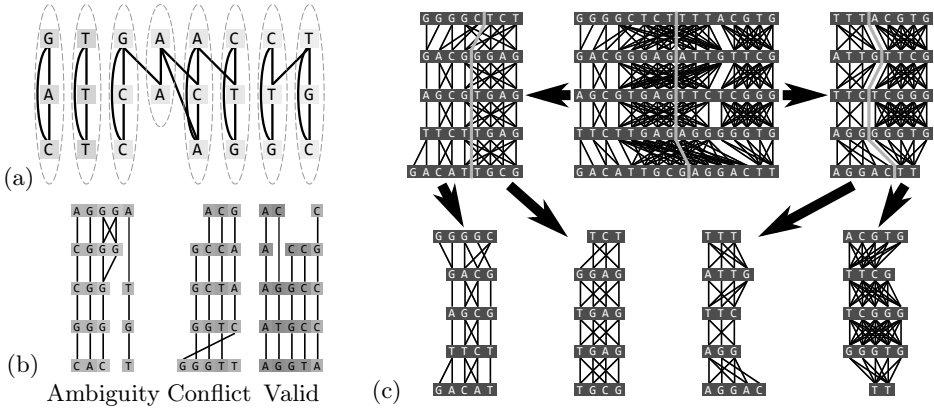 G T G A A C C T
A T C A C T T G
C T C A G G C
(a)
A G G G A
C G G G
C G G T
G G G G
C A C T
A C G
G C C A
G C T A
G G T C
G G G T T
A C C
A C C G
A G G C C
A T G C C
A G G T A
(b)
Ambiguity Conflict Valid
G G G G C T C T
G A C G G G A G
A G C G T G A G
T T C T T G A G
G A C A T T G C G
G G G G C T C T T T T A C G T G
G A C G G G A G A T T G T T C G
A G C G T G A G T T C T C G G G
T T C T T G A G A G G G G G T G
G A C A T T G C G A G G A C T T
T T T A C G T G
A T T G T T C G
T T C T C G G G
A G G G G G T G
A G G A C T T
G G G G C
G A C G
A G C G
T T C T
G A C A T
T C T
G G A G
T G A G
T G A G
T G C G
T T T
A T T G
T T C
A G G
A G G A C
A C G T G
T T C G
T C G G G
G G G T G
T T
(c)